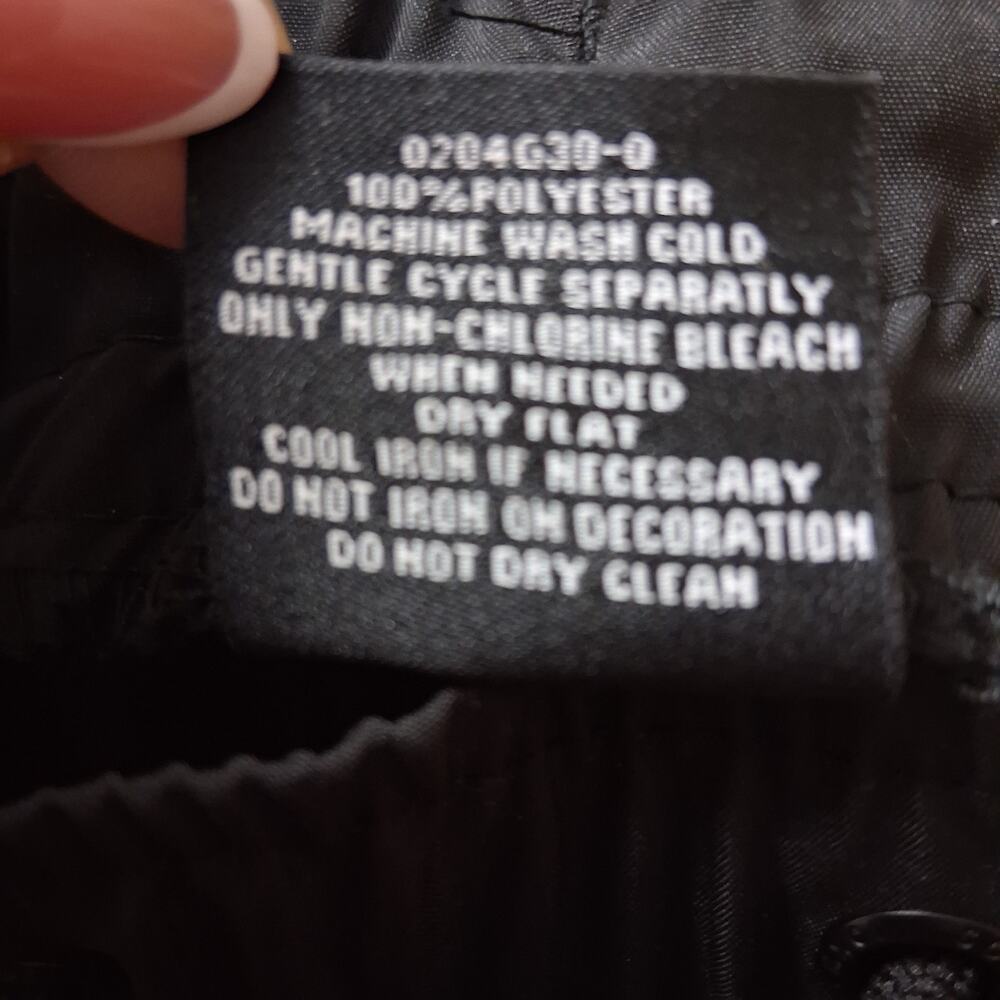 0204G30-0
100%POLYESTER
MACHINE WASH COLD
GENTLE CYCLE SEPARATLY
ONLY NON-CHLORINE BLEACH
WHEN NEEDED
DRY FLAT
COOL IRON IF NECESSARY
DO NOT IRON ON DECORATION
DO NOT DRY CLEAN